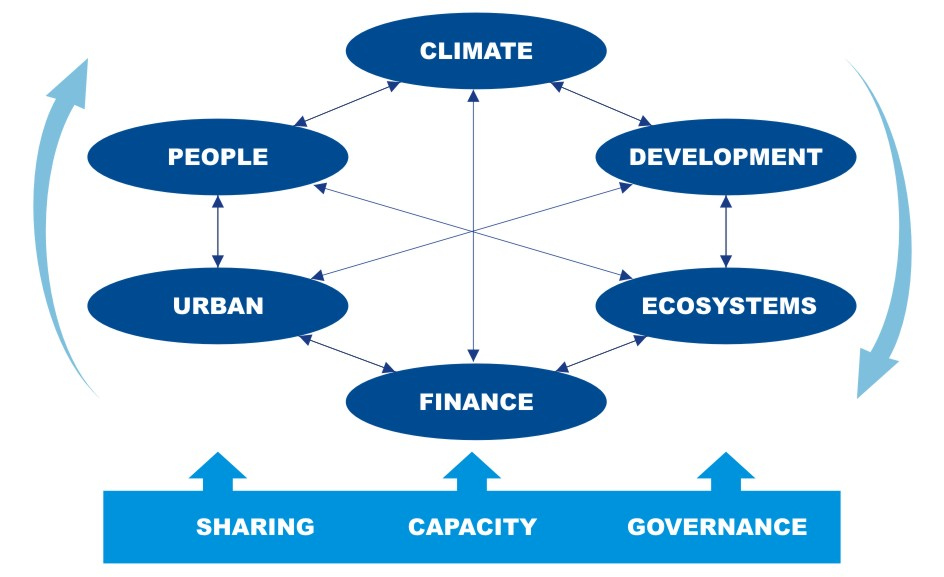 CLIMATE
PEOPLE
DEVELOPMENT
URBAN
ECOSYSTEMS
FINANCE
SHARING CAPACITY GOVERNANCE